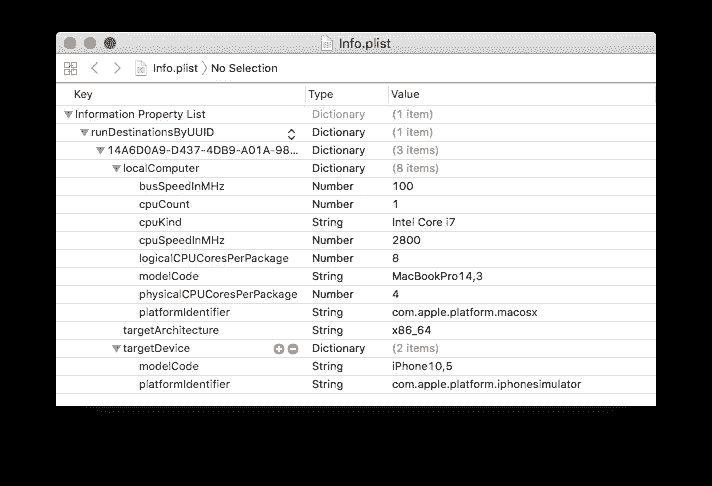 Info.plist
Info.plist No Selection
Key Type Value
Information Property List Dictionary (1 item)
runDestinationsByUUID Dictionary (1 item)
14A6D0A9-D437-4DB9-A01A-98... Dictionary (3 items)
localComputer Dictionary (8 items)
busSpeedInMHz Number 100
cpuCount Number 1
cpuKind String Intel Core i7
cpuSpeedInMHz Number 2800
logicalCPUCoresPerPackage Number 8
modelCode String MacBookPro14,3
physicalCPUCoresPerPackage Number 4
platformIdentifier String com.apple.platform.macosx
targetArchitecture String x86_64
targetDevice Dictionary (2 items)
modelCode String iPhone10,5
platformIdentifier String com.apple.platform.iphonesimulator